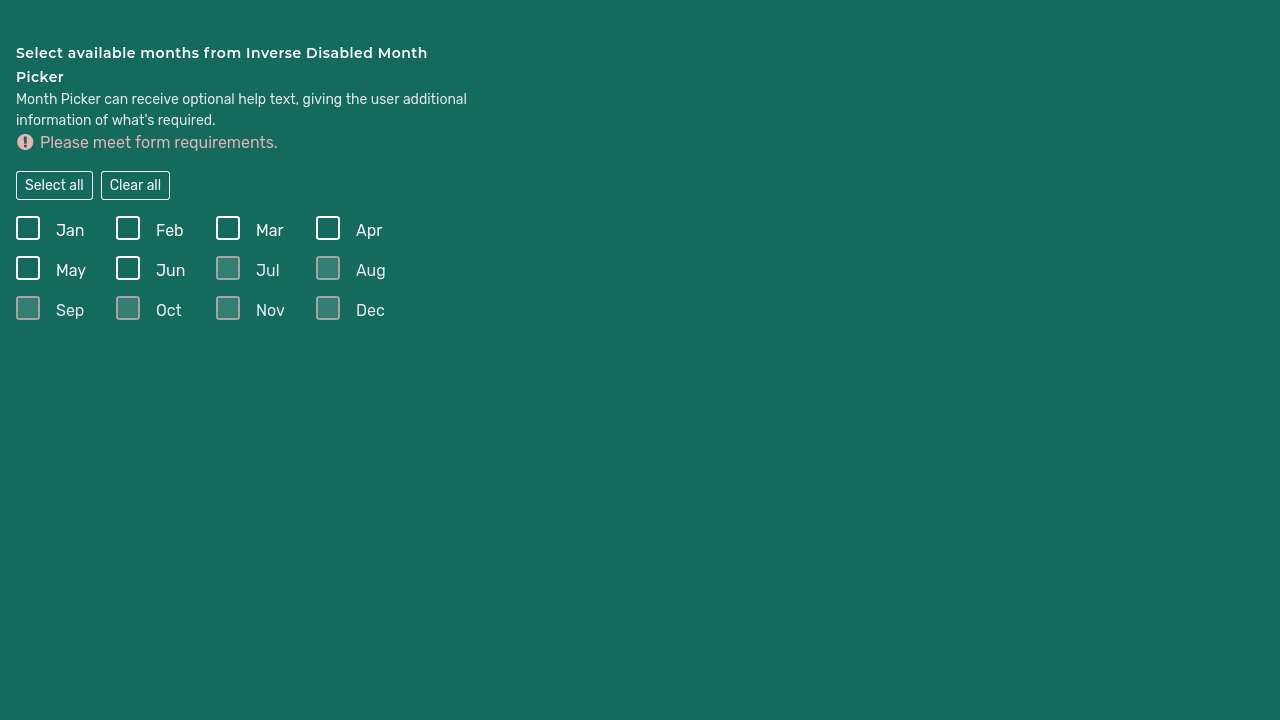 Select available months from Inverse Disabled Month
Picker
Month Picker can receive optional help text, giving the user additional
information of what's required.
Please meet form requirements.
Select all Clear all
Jan Feb Mar Apr
May Jun Jul Aug
Sep Oct Nov Dec